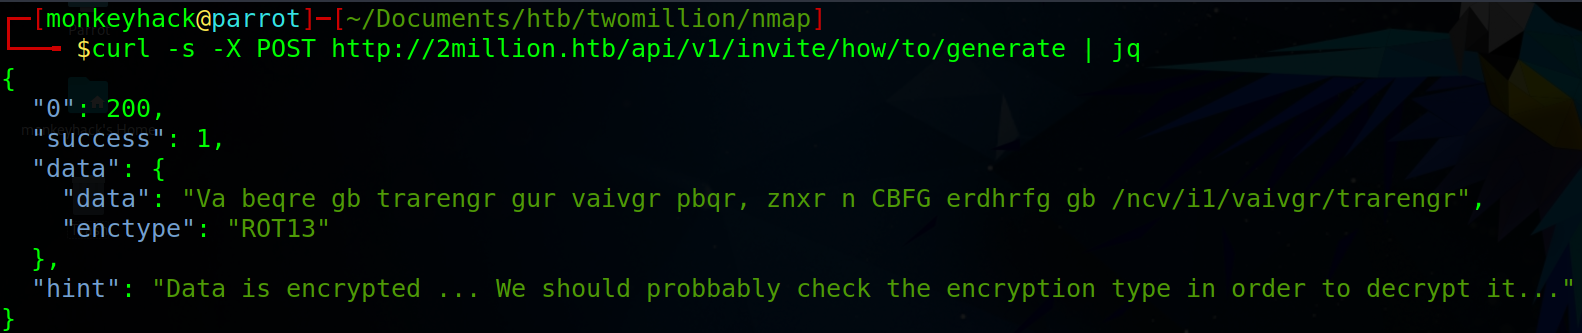 ┌─[monkeyhack@parrot]─[~/Documents/htb/twomillion/nmap]
└──╼ $curl -s -X POST http://2million.htb/api/v1/invite/how/to/generate | jq
{
  "0": 200,
  "success": 1,
  "data": {
    "data": "Va beqre gb trarengr gur vaivgr pbqr, znxr n CBFG erdhrfg gb /ncv/i1/vaivgr/trarengr",
    "enctype": "ROT13"
  },
  "hint": "Data is encrypted ... We should probbably check the encryption type in order to decrypt it..."
}